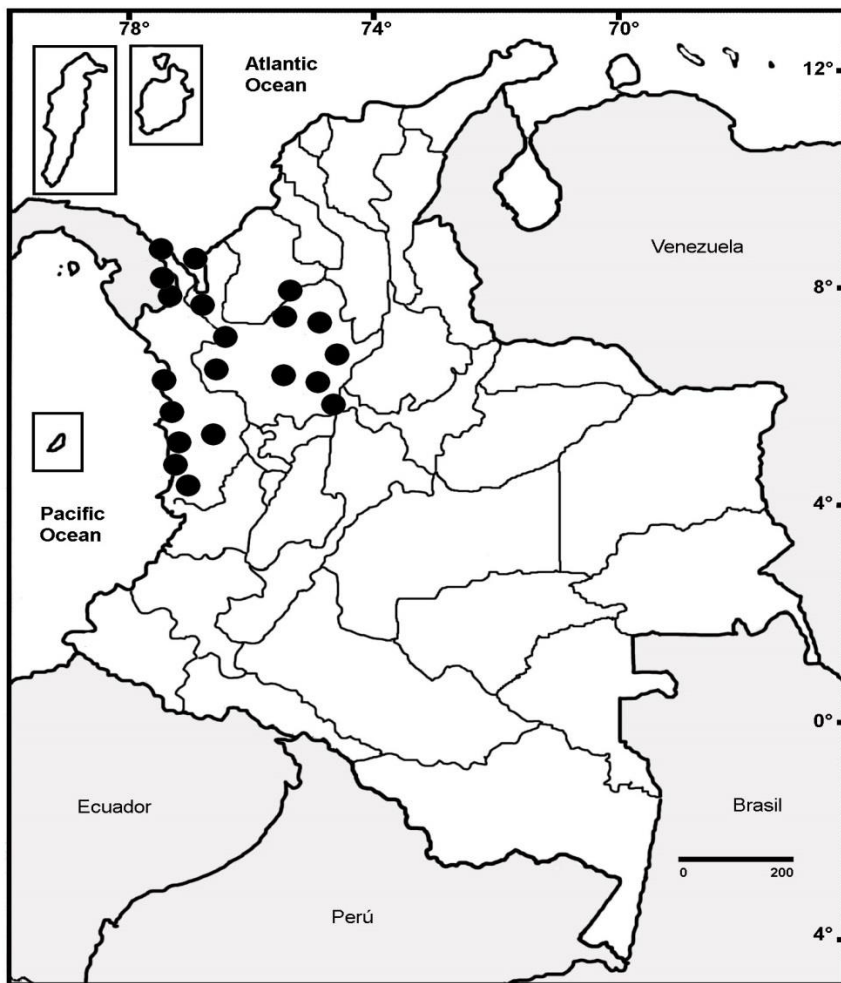 78°
74°
70°
Atlantic
Ocean
12°
Venezuela
8°
4°
Pacific
Ocean
0°
Ecuador
Brasil
0
200
Perú
4°